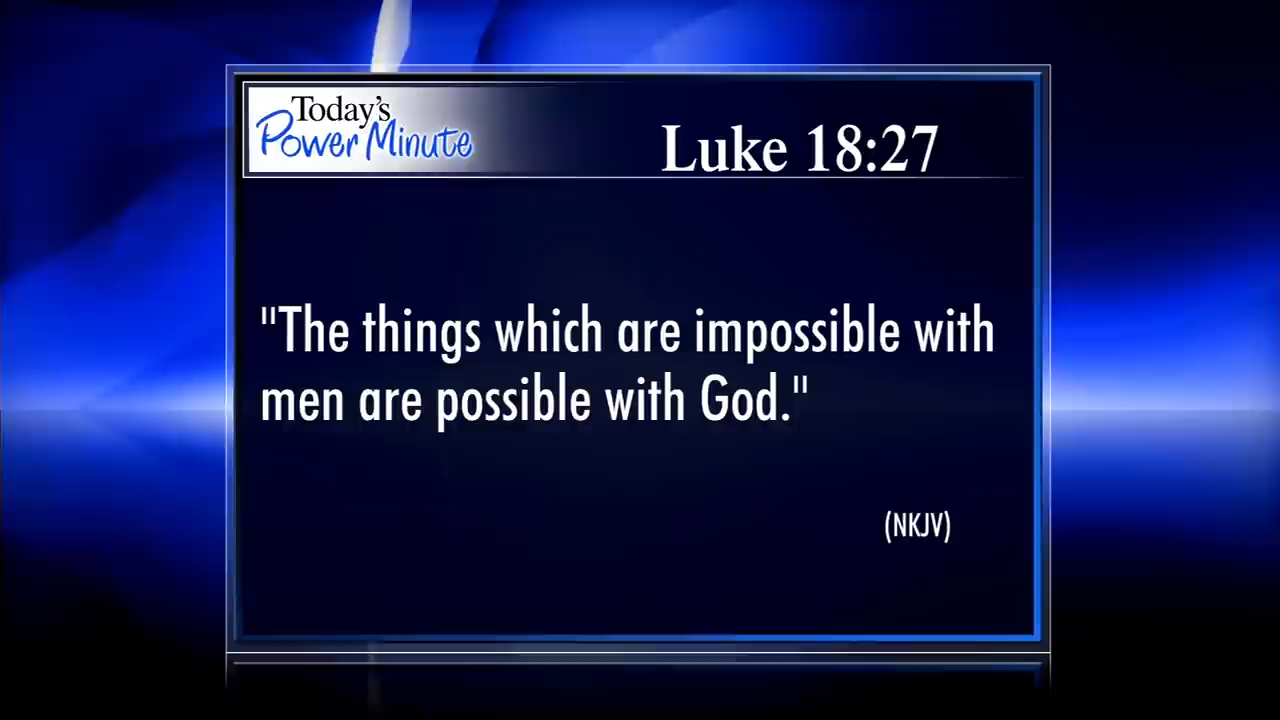 Today's
Power Minute
Luke 18:27
"The things which are impossible with
men are possible with God."
(NKJV)